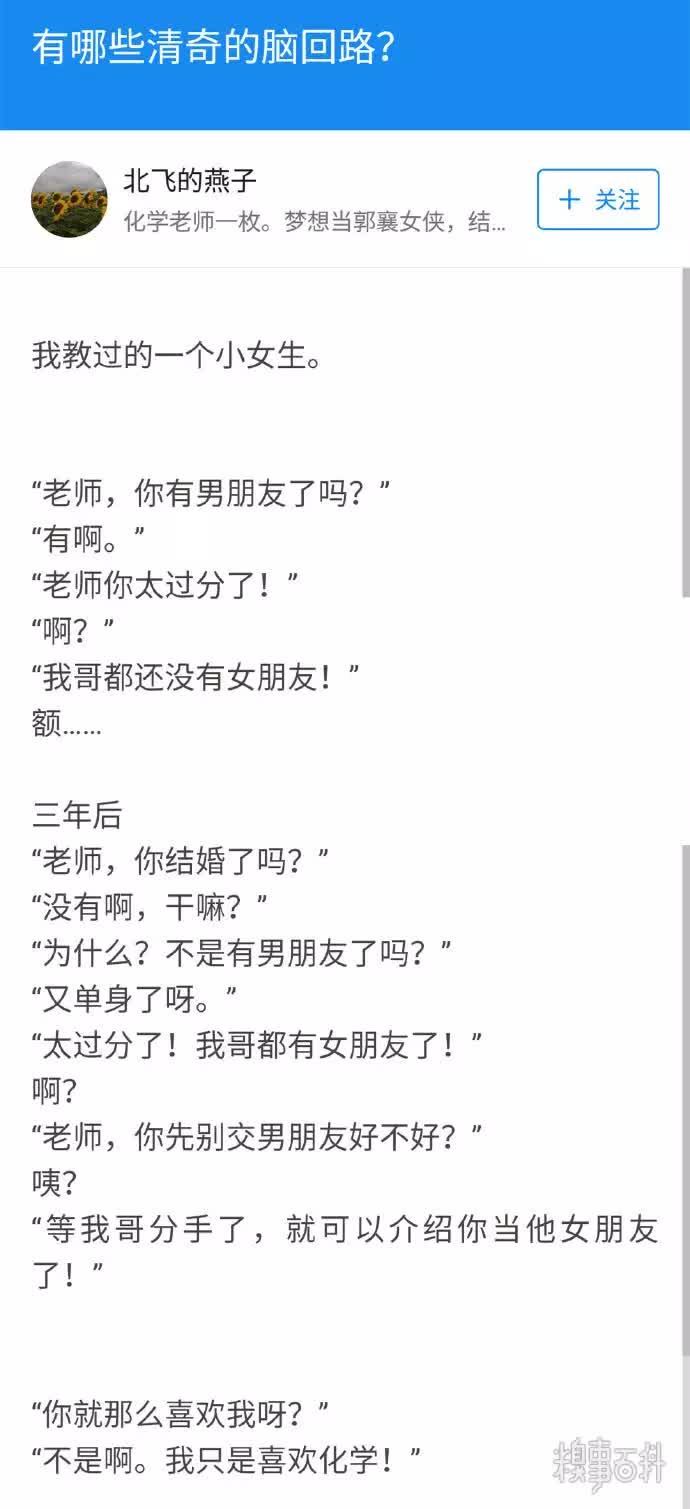 有哪些清奇的脑回路？
北飞的燕子
化学老师一枚。梦想当郭襄女侠，结...
＋ 关注
我教过的一个小女生。
“老师，你有男朋友了吗？”
“有啊。”
“老师你太过分了！”
“啊？”
“我哥都还没有女朋友！”
额……
三年后
“老师，你结婚了吗？”
“没有啊，干嘛？”
“为什么？不是有男朋友了吗？”
“又单身了呀。”
“太过分了！我哥都有女朋友了！”
啊？
“老师，你先别交男朋友好不好？”
咦？
“等我哥分手了，就可以介绍你当他女朋友
了！”
“你就那么喜欢我呀？”
“不是啊。我只是喜欢化学！”
糗事百科